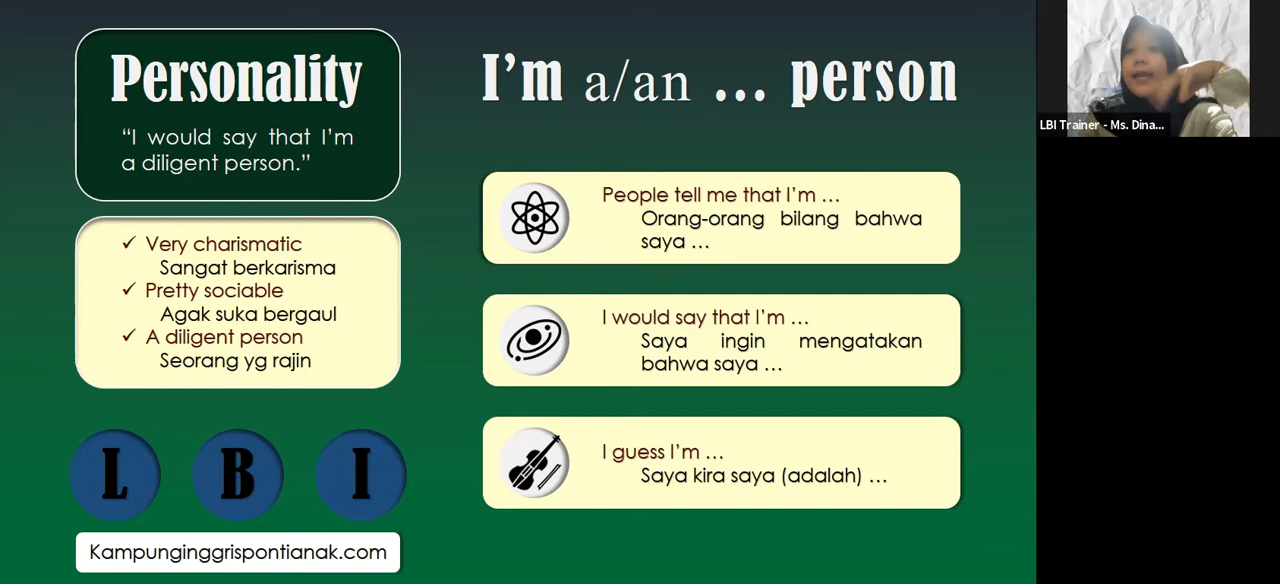 Personality
“I would say that I’m
a diligent person.”
✓ Very charismatic
Sangat berkarisma
✓ Pretty sociable
Agak suka bergaul
✓ A diligent person
Seorang yg rajin
L B I
Kampunginggrispontianak.com
I’m a/an ... person
People tell me that I’m ...
Orang-orang bilang bahwa
saya ...
I would say that I’m ...
Saya ingin mengatakan
bahwa saya ...
I guess I’m ...
Saya kira saya (adalah) ...
LBI Trainer - Ms. Dina...